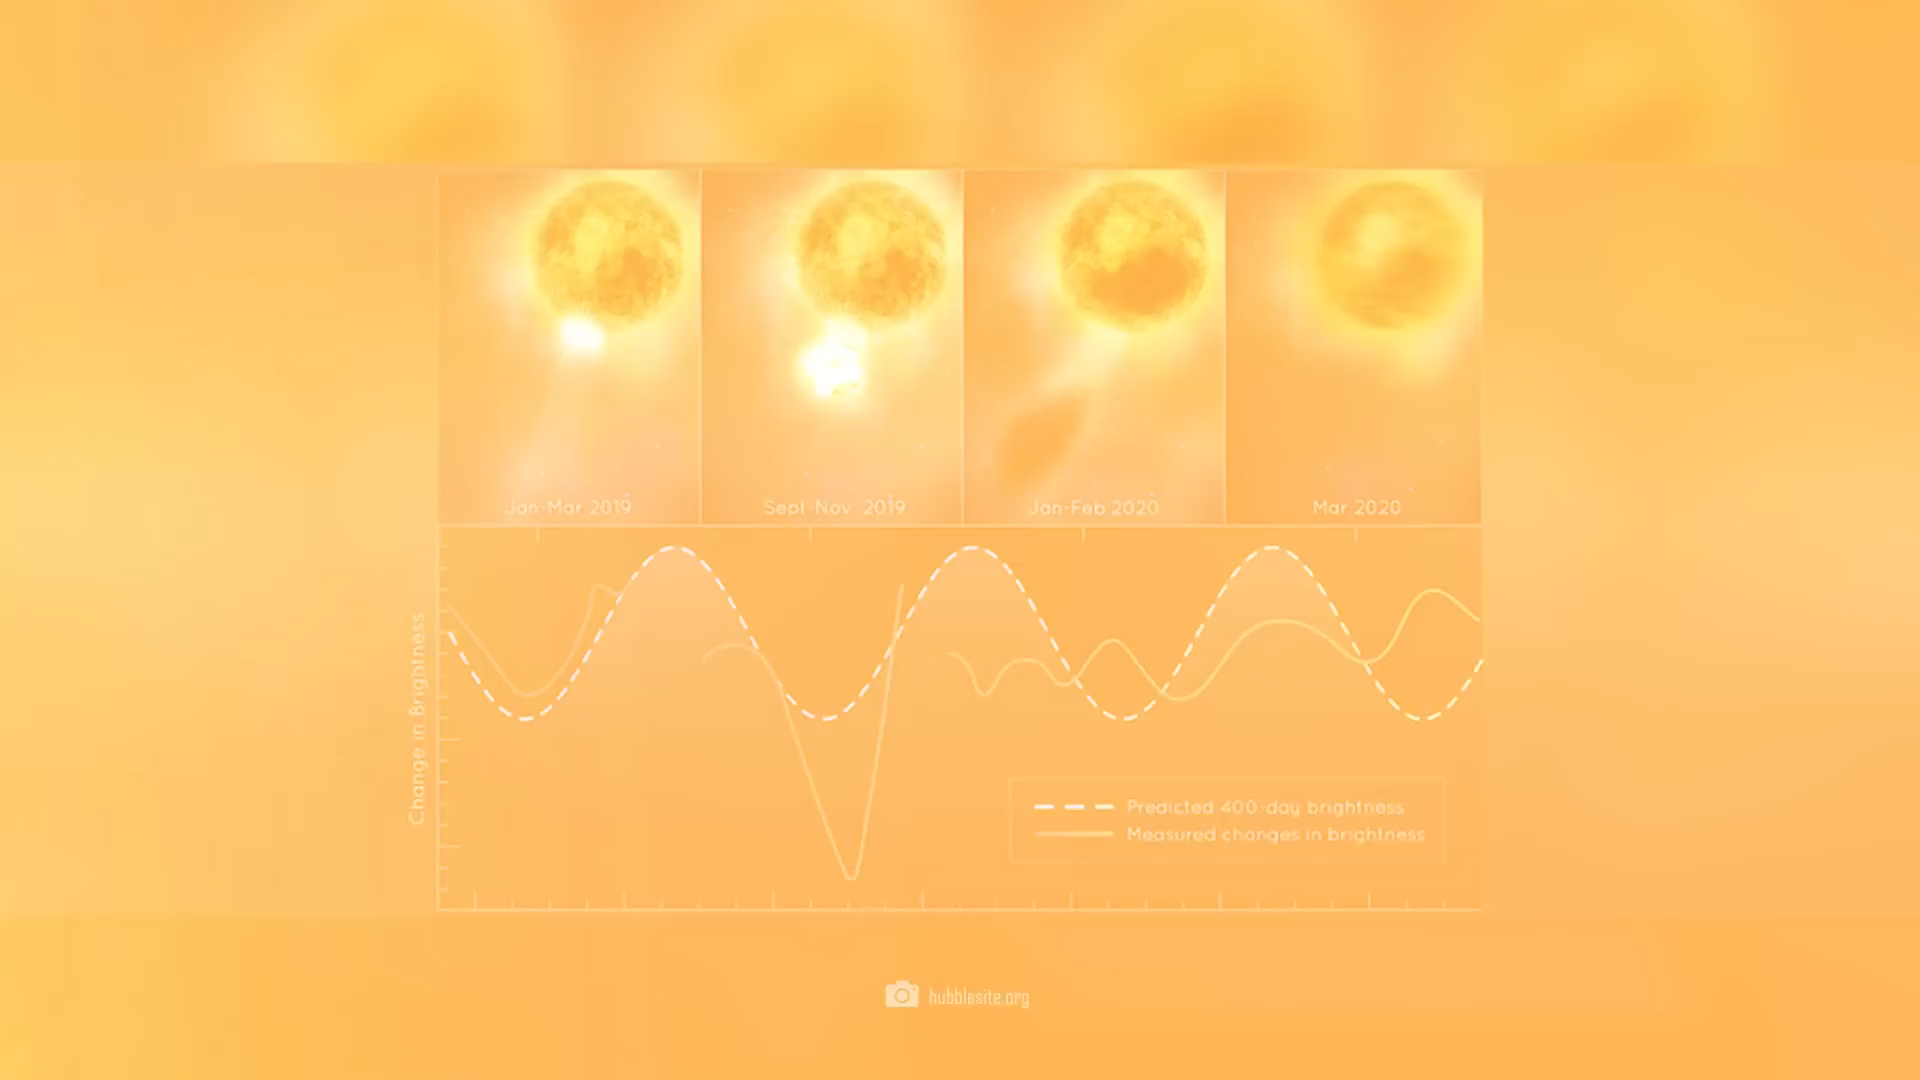 Jan-Mar 2019
Sept-Nov 2019
Jan-Feb 2020
Mar 2020
Change in Brightness
Predicted 400-day brightness
Measured changes in brightness
hubblesite.org